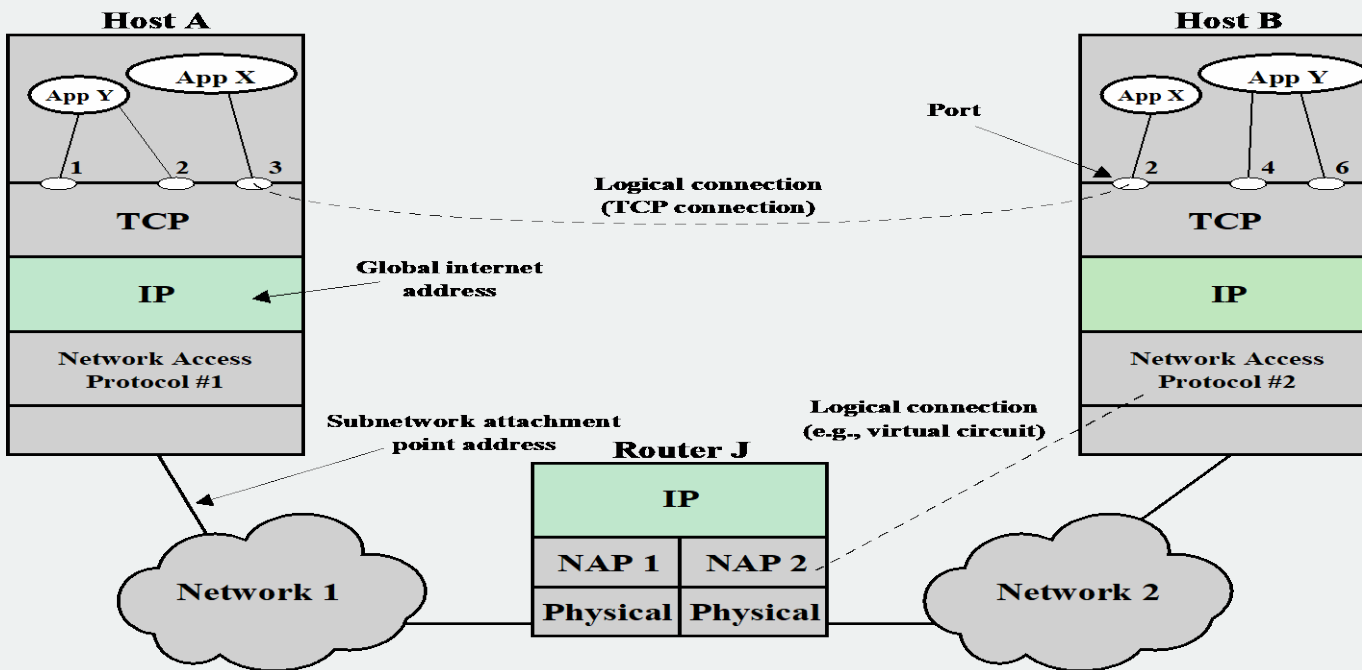 Host A
Host B
App Y
App X
App X
App Y
Port
1
2
3
2
4
6
Logical connection
(TCP connection)
TCP
TCP
Global internet
address
IP
IP
Network Access
Protocol #1
Network Access
Protocol #2
Subnetwork attachment
point address
Logical connection
(e.g., virtual circuit)
Router J
IP
NAP 1
NAP 2
Physical
Physical
Network 1
Network 2